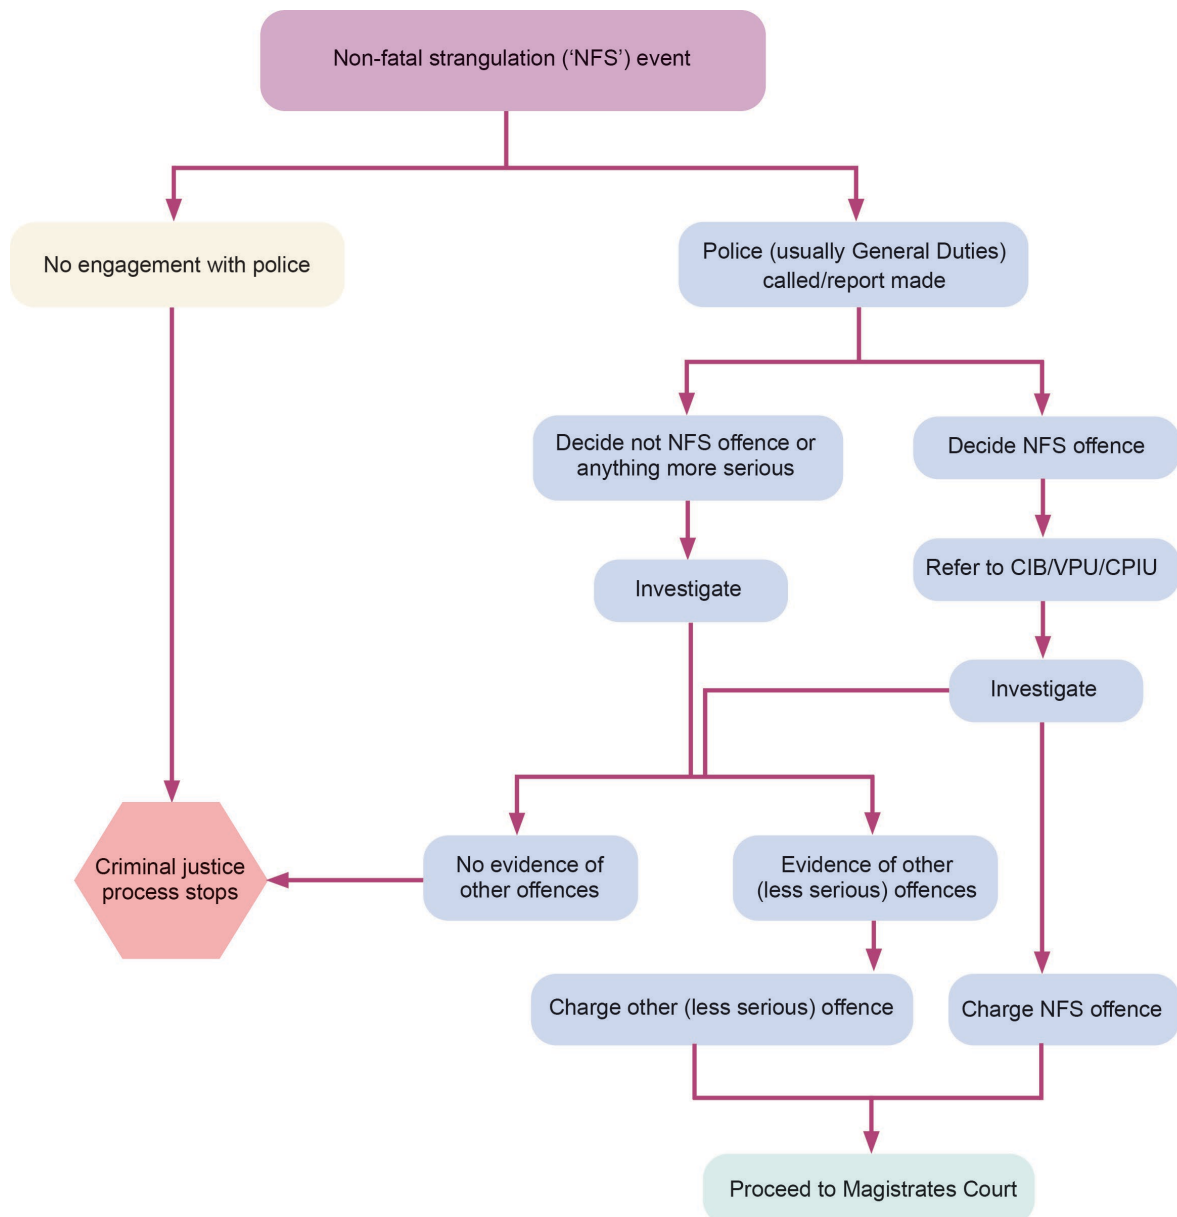 Non-fatal strangulation (‘NFS’) event
No engagement with police
Police (usually General Duties)
called/report made
Decide not NFS offence or
anything more serious
Decide NFS offence
Investigate
Refer to CIB/VPU/CPIU
Investigate
Criminal justice
process stops
No evidence of
other offences
Evidence of other
(less serious) offences
Charge other (less serious) offence
Charge NFS offence
Proceed to Magistrates Court